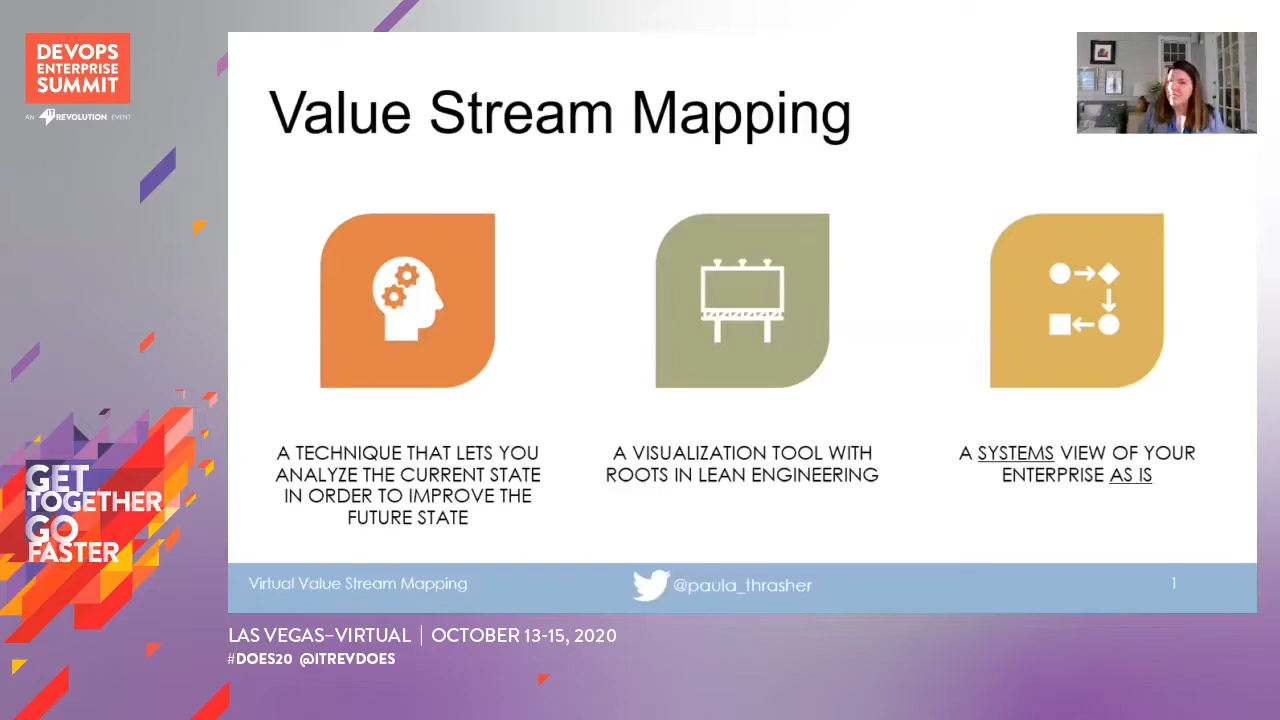 DEVOPS
ENTERPRISE
SUMMIT
AN IT REVOLUTION EVENT
Value Stream Mapping
A TECHNIQUE THAT LETS YOU
ANALYZE THE CURRENT STATE
IN ORDER TO IMPROVE THE
FUTURE STATE
A VISUALIZATION TOOL WITH
ROOTS IN LEAN ENGINEERING
A SYSTEMS VIEW OF YOUR
ENTERPRISE AS IS
GET
TOGETHER
GO
FASTER
Virtual Value Stream Mapping
@paula_thrasher
1
LAS VEGAS–VIRTUAL | OCTOBER 13-15, 2020
#DOES20 @ITREVDOES